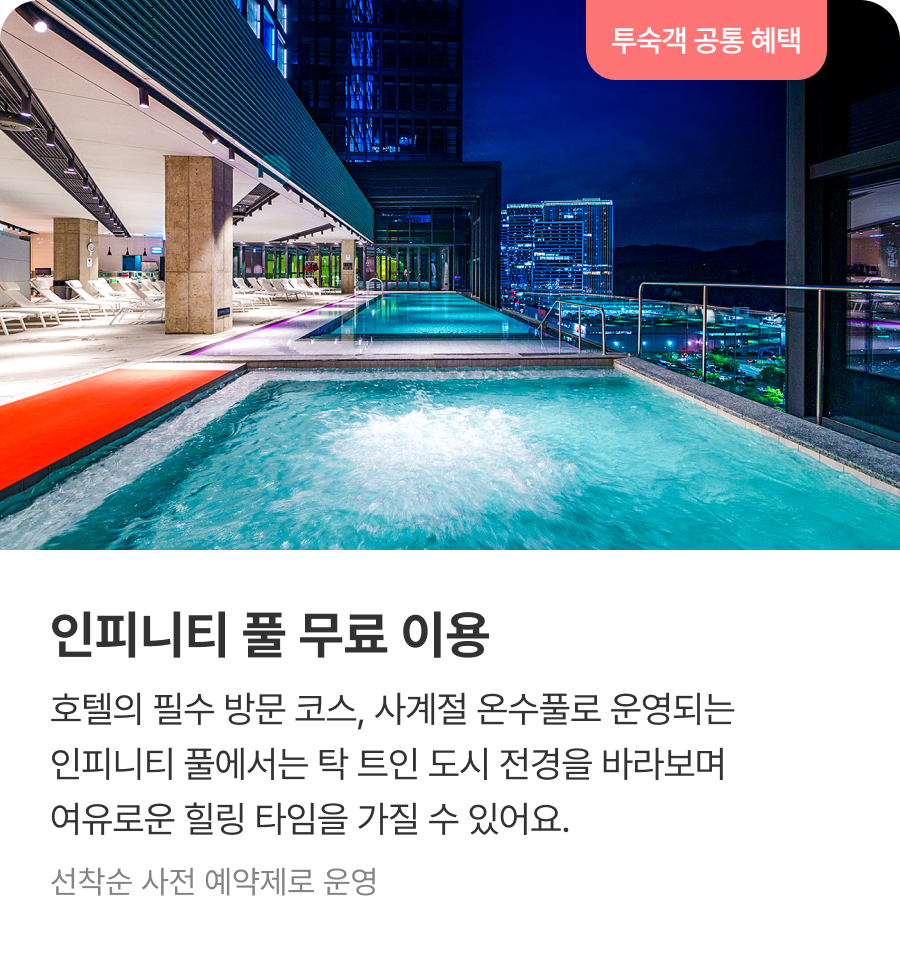 투숙객 공통 혜택
인피니티 풀 무료 이용
호텔의 필수 방문 코스, 사계절 온수풀로 운영되는
인피니티 풀에서는 탁 트인 도시 전경을 바라보며
여유로운 힐링 타임을 가질 수 있어요.
선착순 사전 예약제로 운영